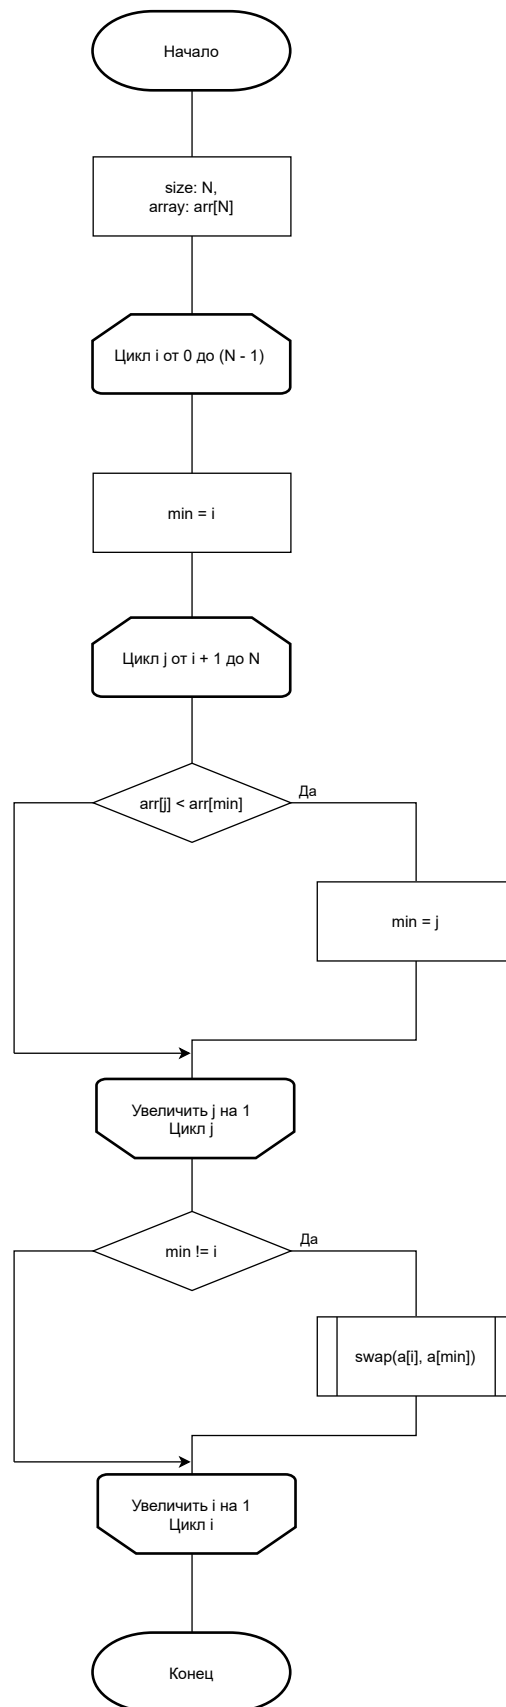 Начало
size: N,
array: arr[N]
Цикл i от 0 до (N - 1)
min = i
Цикл j от i + 1 до N
arr[j] < arr[min]
Да
min = j
Увеличить j на 1
Цикл j
min != i
Да
swap(a[i], a[min])
Увеличить i на 1
Цикл i
Конец